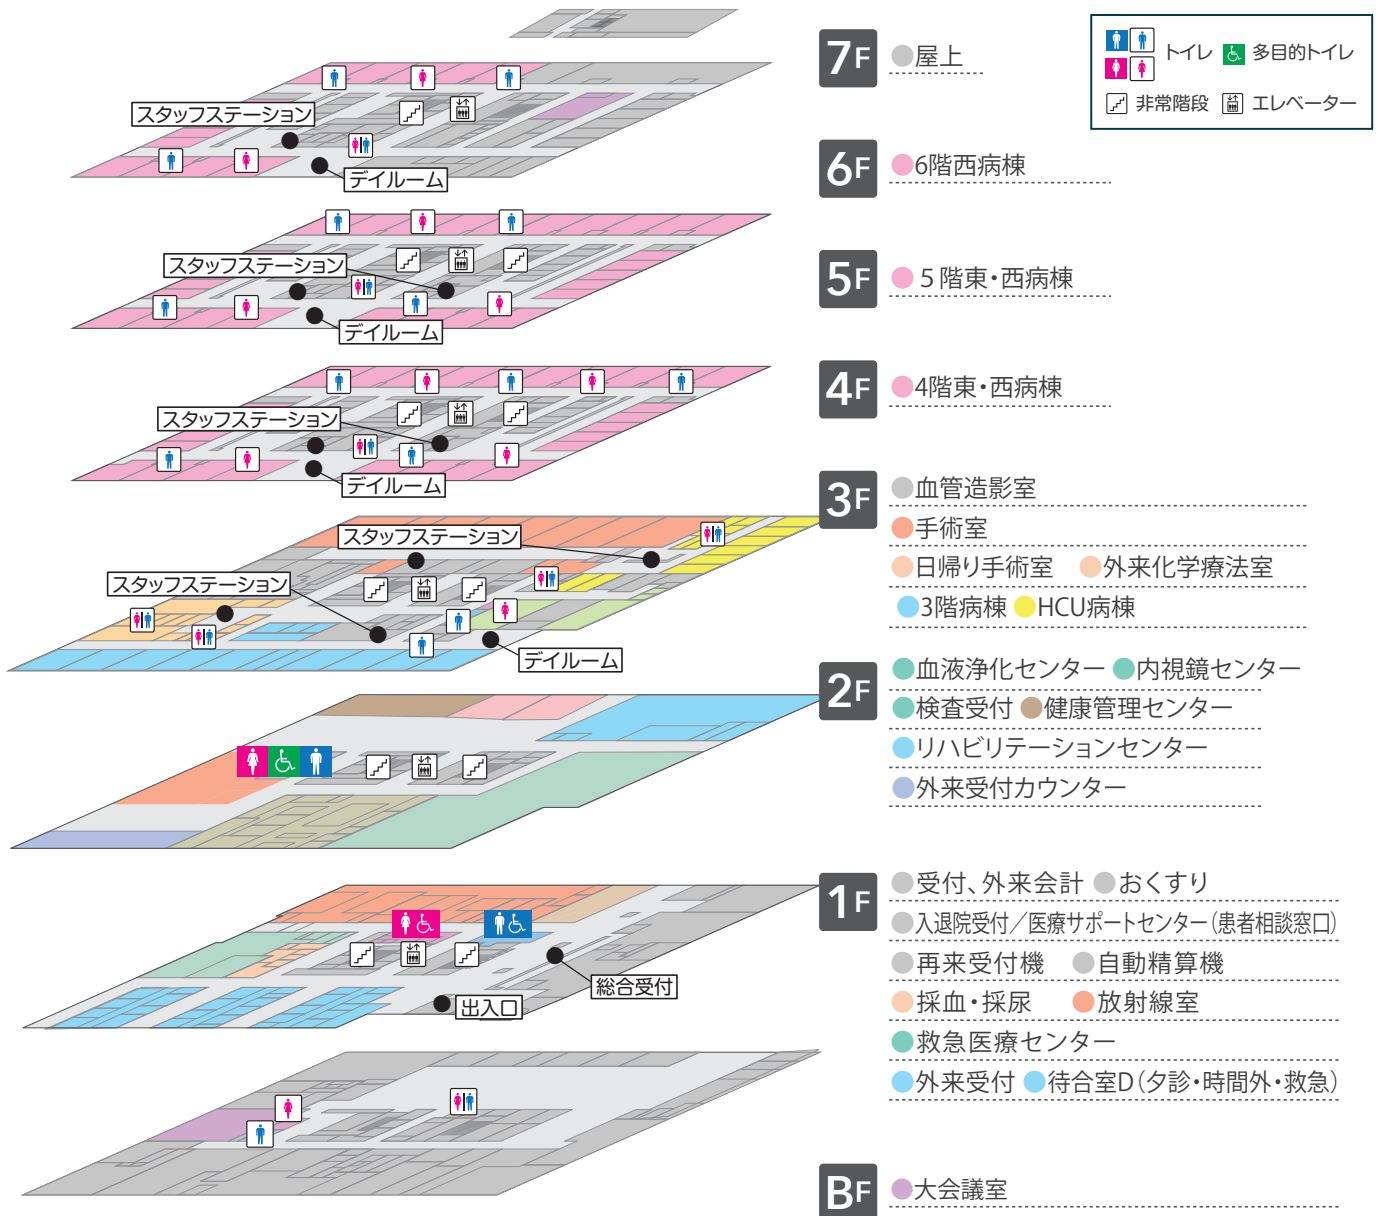 7F
屋上
トイレ 多目的トイレ
非常階段 エレベーター
スタッフステーション
デイルーム
6F
6階西病棟
スタッフステーション
デイルーム
5F
5階東・西病棟
スタッフステーション
デイルーム
4F
4階東・西病棟
スタッフステーション
スタッフステーション
デイルーム
3F
血管造影室
手術室
日帰り手術室 外来化学療法室
3階病棟 HCU病棟
2F
血液浄化センター 内視鏡センター
検査受付 健康管理センター
リハビリテーションセンター
外来受付カウンター
総合受付
出入口
1F
受付、外来会計 おくすり
入退院受付/医療サポートセンター(患者相談窓口)
再来受付機 自動精算機
採血・採尿 放射線室
救急医療センター
外来受付 待合室D(夕診・時間外・救急)
BF
大会議室